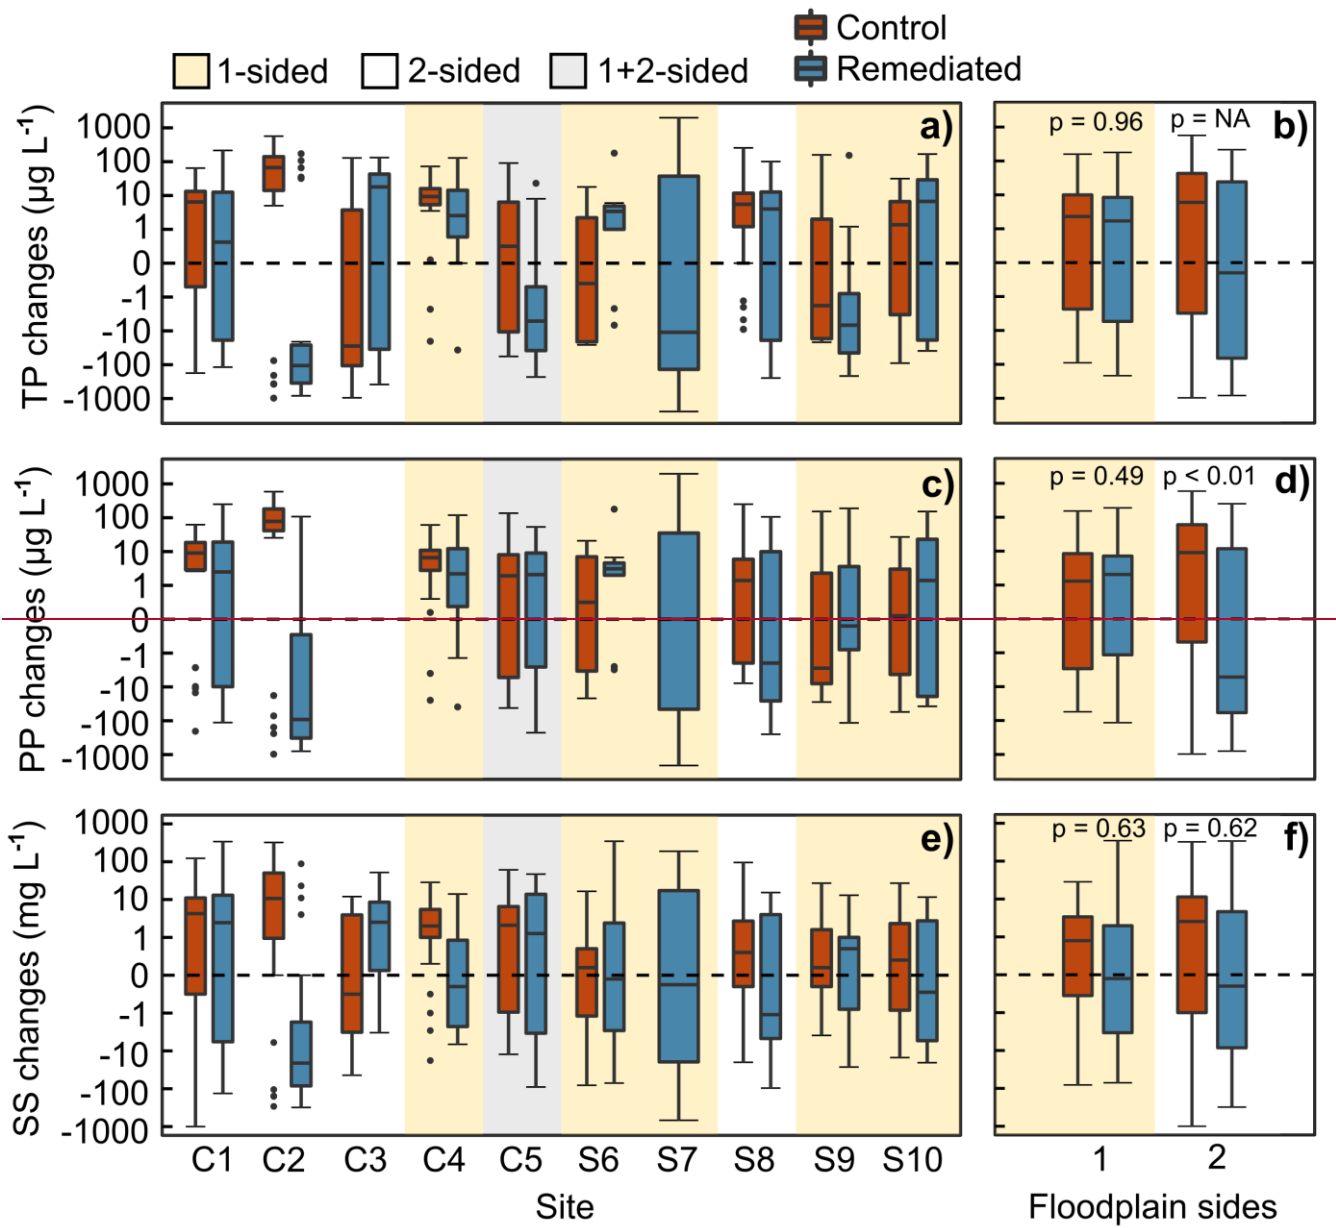 Control
1-sided 2-sided 1+2-sided Remediated
TP changes (µg L-1)
1000
100
10
1
0
-1
-10
-100
-1000
a)
p = 0.96 p = NA b)
PP changes (µg L-1)
1000
100
10
1
0
-1
-10
-100
-1000
c)
p = 0.49 p < 0.01 d)
SS changes (mg L-1)
1000
100
10
1
0
-1
-10
-100
-1000
e)
p = 0.63 p = 0.62 f)
C1 C2 C3 C4 C5 S6 S7 S8 S9 S10
1 2
Site
Floodplain sides